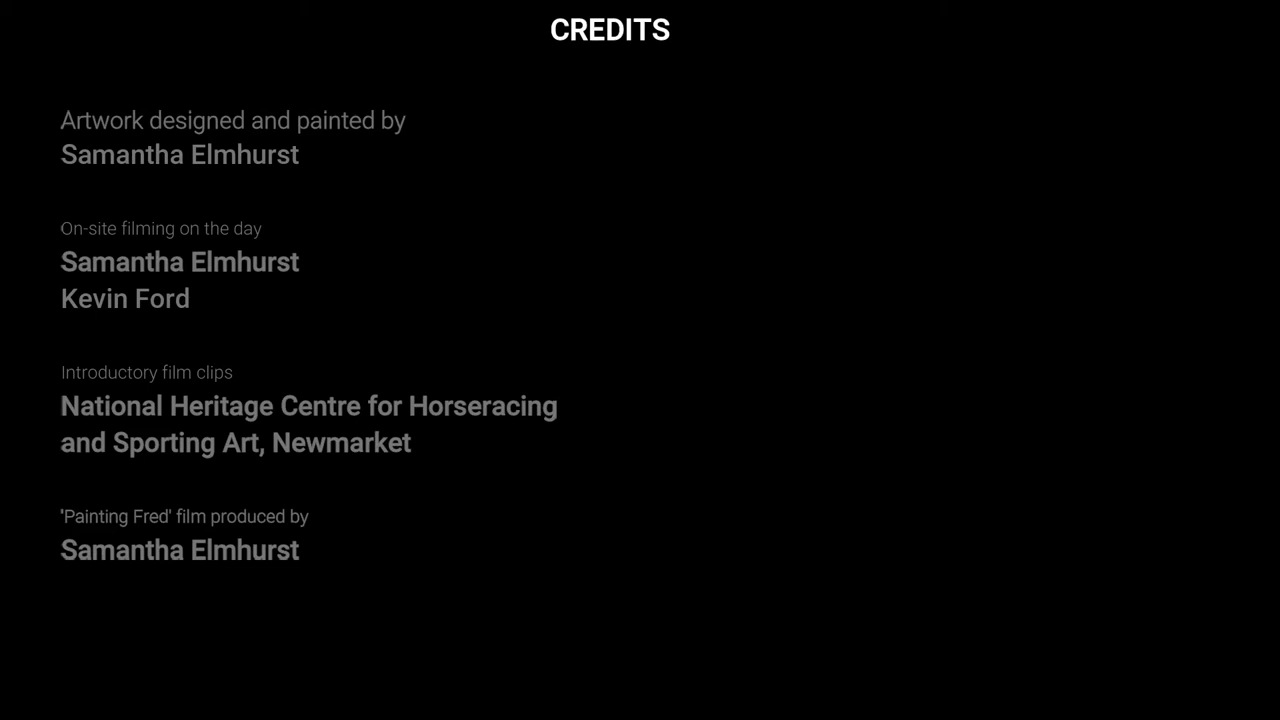 CREDITS
Artwork designed and painted by
Samantha Elmhurst
On-site filming on the day
Samantha Elmhurst
Kevin Ford
Introductory film clips
National Heritage Centre for Horseracing
and Sporting Art, Newmarket
'Painting Fred' film produced by
Samantha Elmhurst